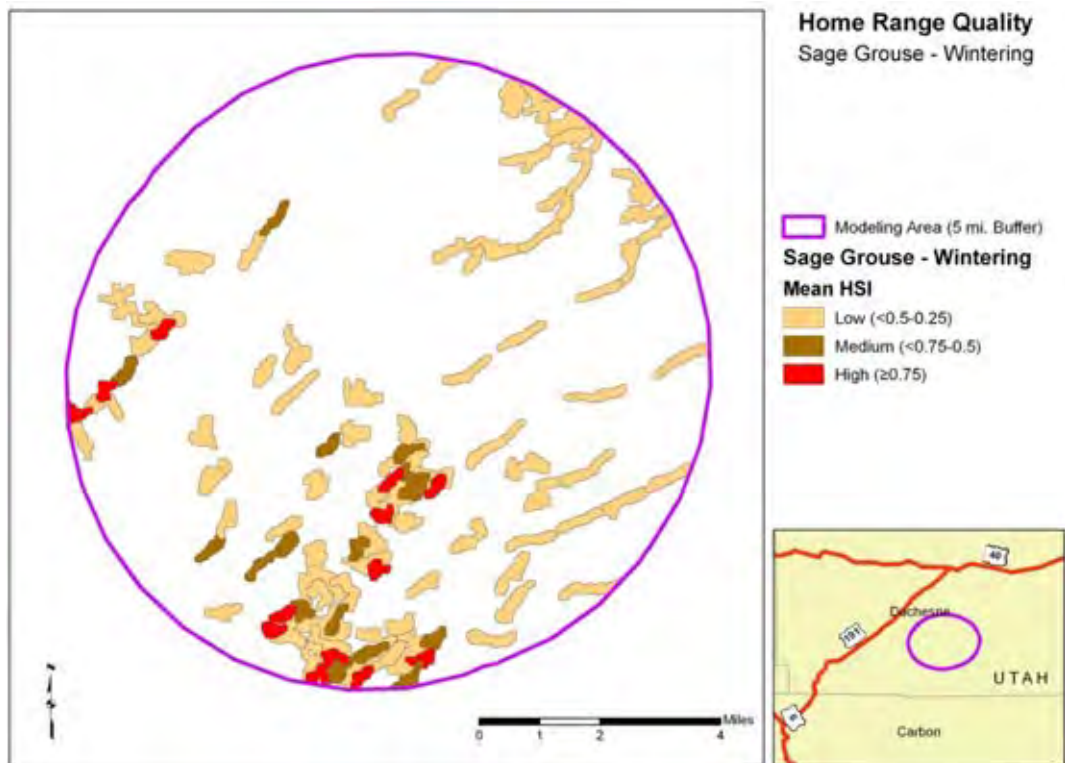 Home Range Quality
Sage Grouse - Wintering
Modeling Area (5 mi. Buffer)
Sage Grouse - Wintering
Mean HSI
Low (<0.5-0.25)
Medium (<0.75-0.5)
High (≥0.75)
Miles
0 1 2 4
40
Duchesne
191
UTAH
6
Carbon